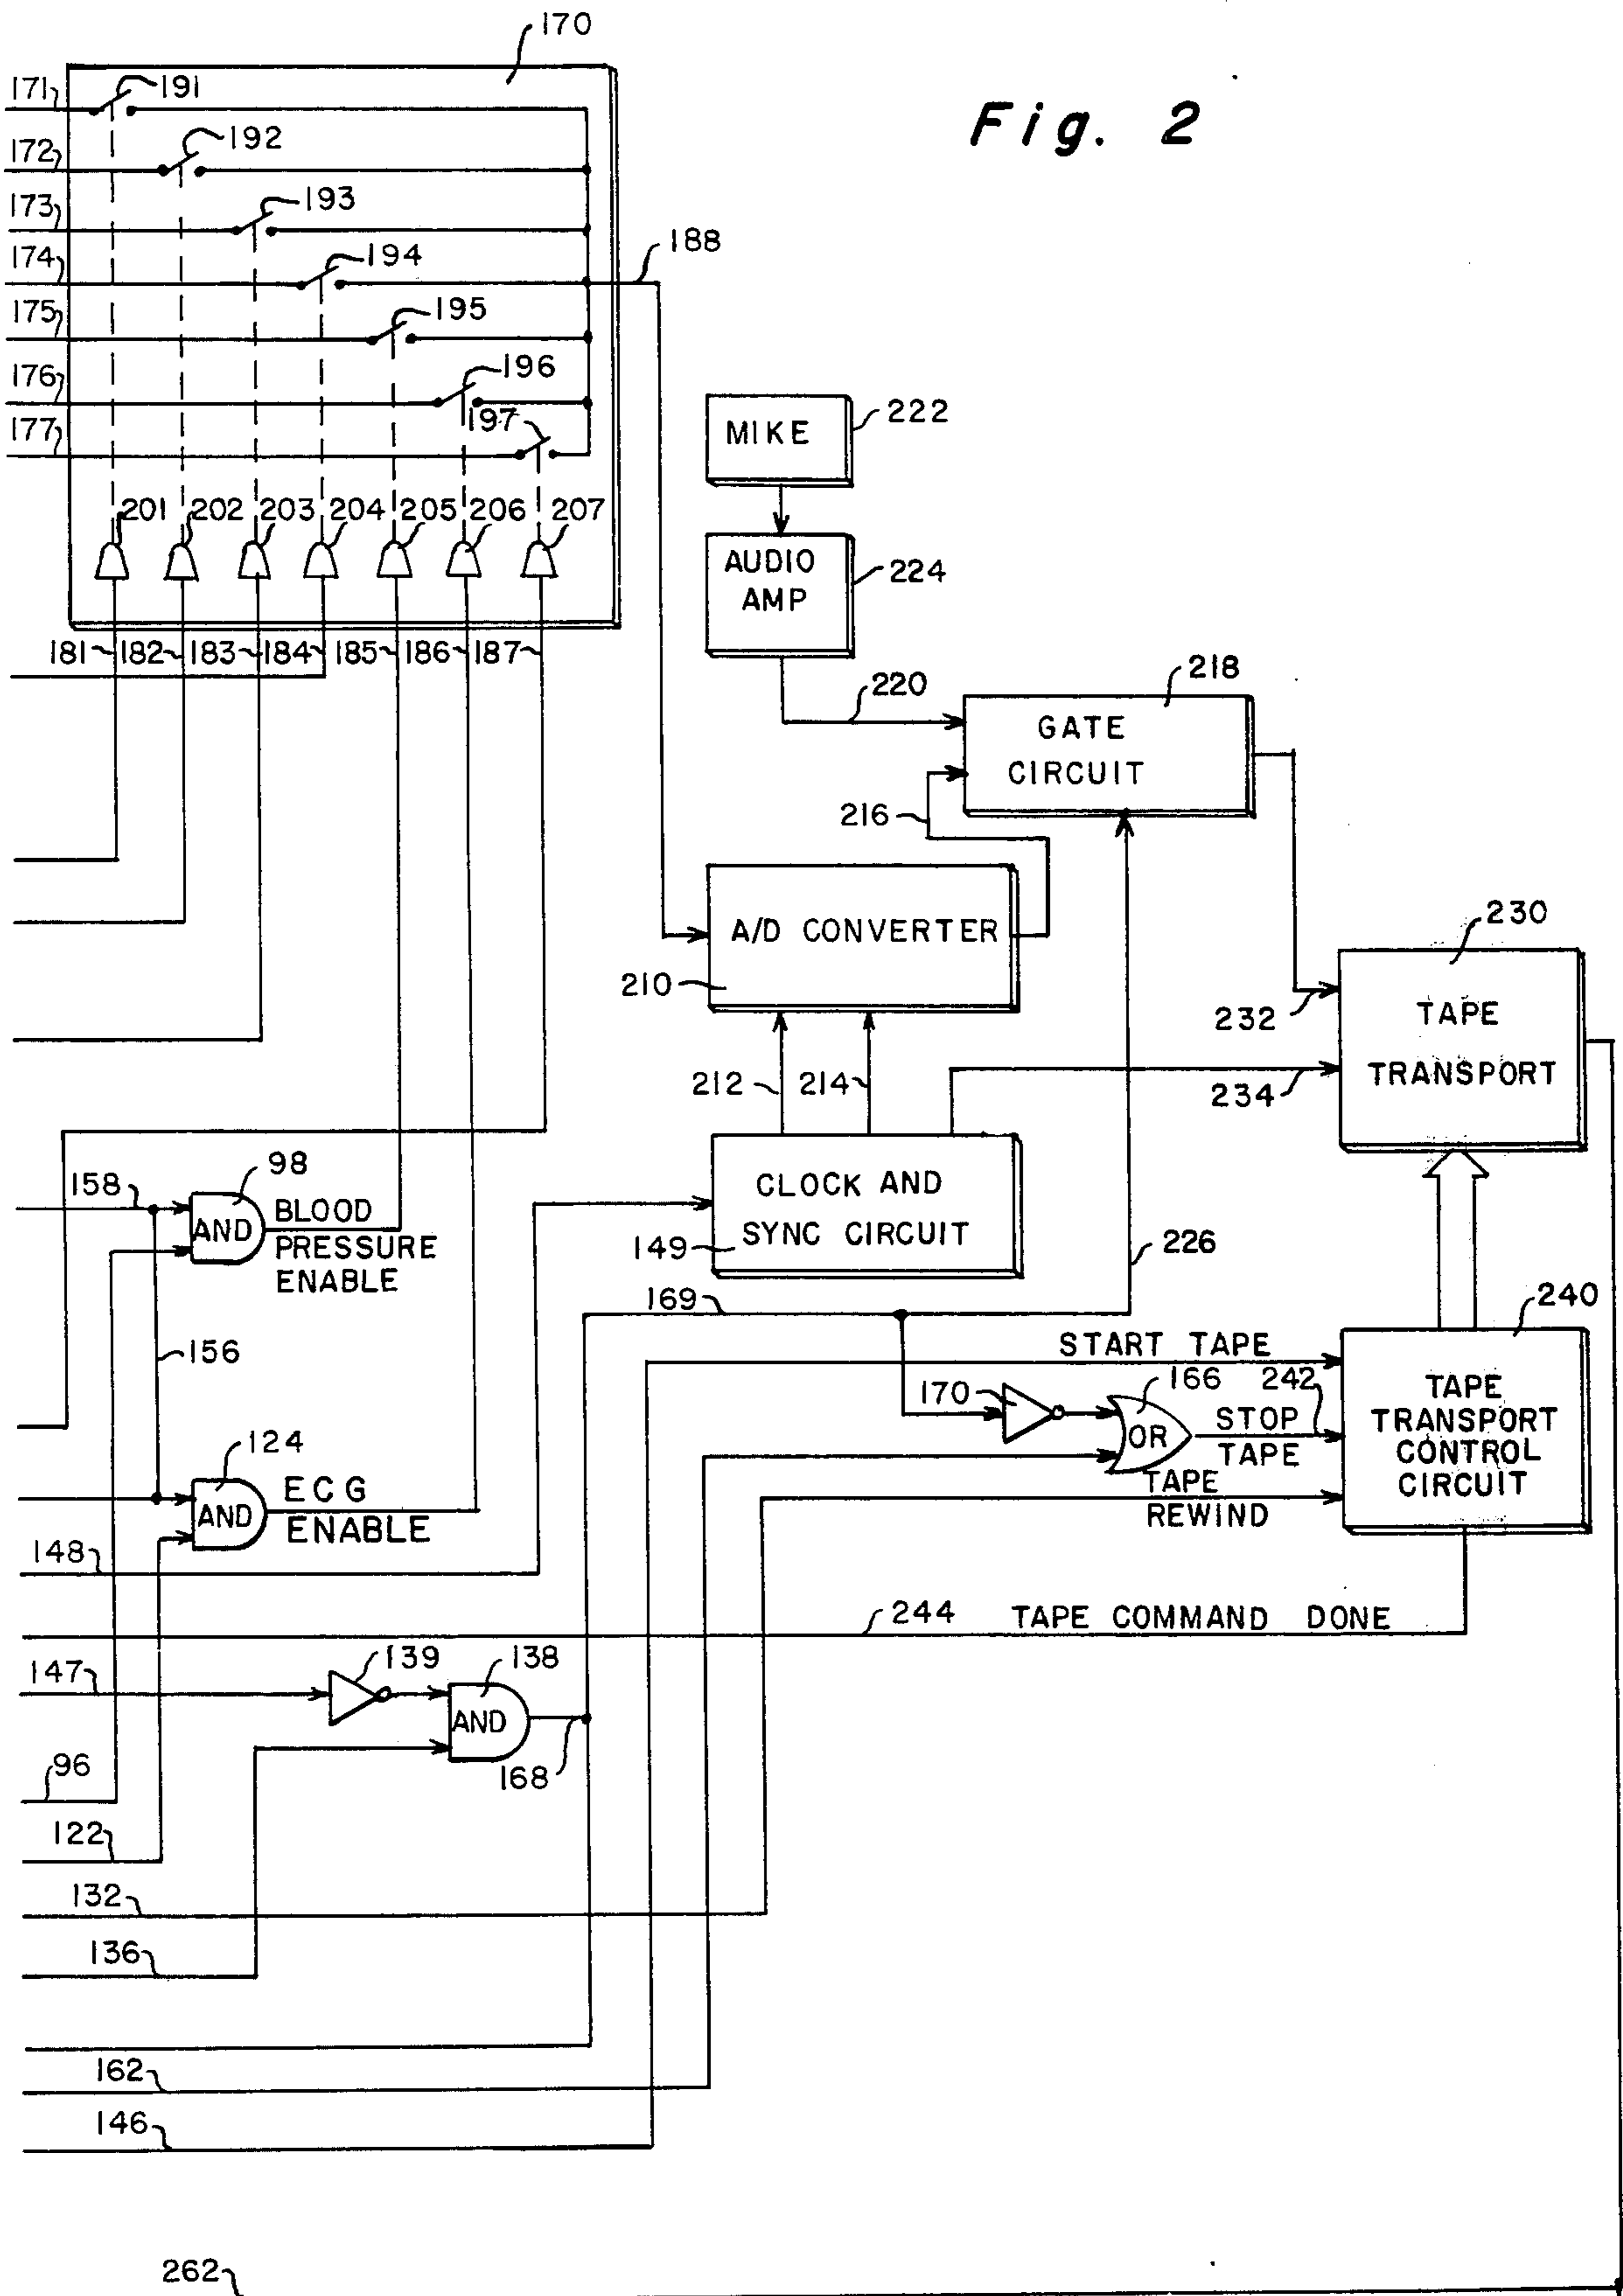 170
Fig. 2
171
191
172
192
173
193
174
194
188
175
195
176
196
177
197
MIKE
222
201 202 203 204 205 206 207
AUDIO
AMP
224
181 182 183 184 185 186 187
220
218
GATE
CIRCUIT
216
A/D CONVERTER
210
230
232
TAPE
TRANSPORT
212 214
234
98
158
AND
BLOOD
PRESSURE
ENABLE
CLOCK AND
SYNC CIRCUIT
149
226
169
240
156
START TAPE
170
166
242
OR
STOP
TAPE
TAPE
TRANSPORT
CONTROL
CIRCUIT
124
AND
ECG
ENABLE
TAPE
REWIND
148
244
TAPE COMMAND DONE
147
139
138
AND
168
96
122
132
136
162
146
262